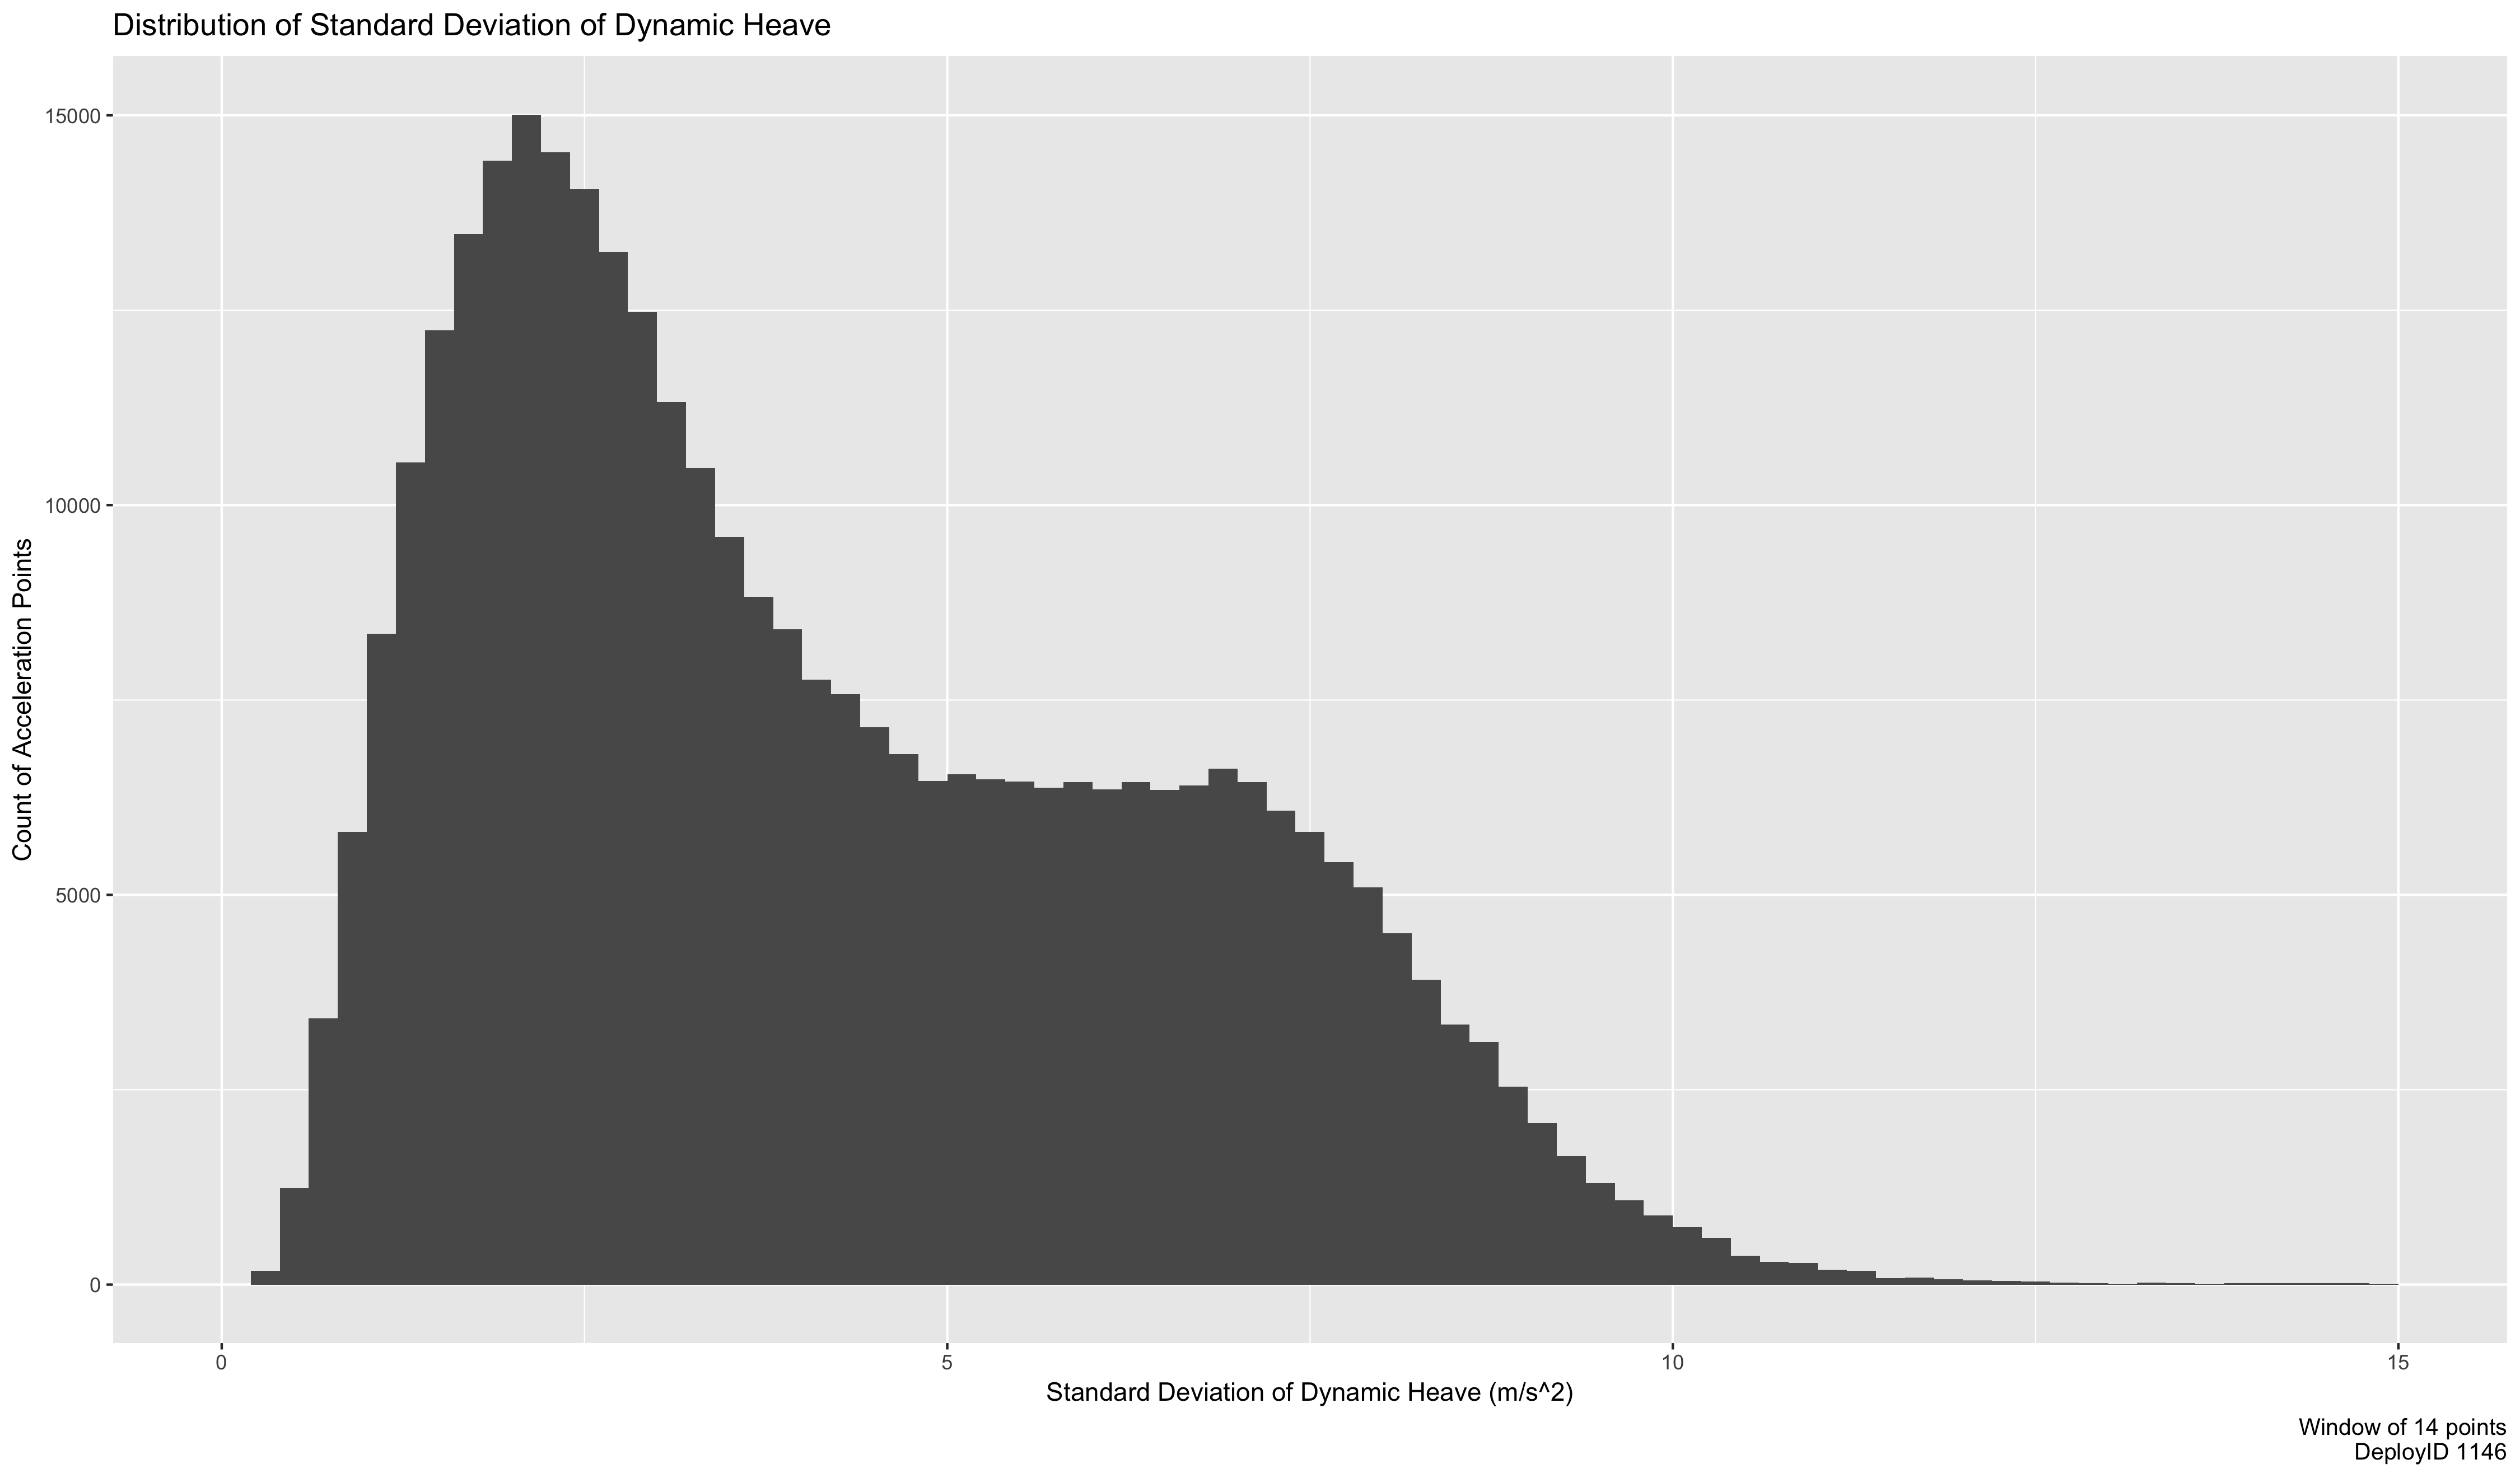 Distribution of Standard Deviation of Dynamic Heave
Count of Acceleration Points
15000
10000
5000
0
0
5
10
15
Standard Deviation of Dynamic Heave (m/s^2)
Window of 14 points
DeployID 1146